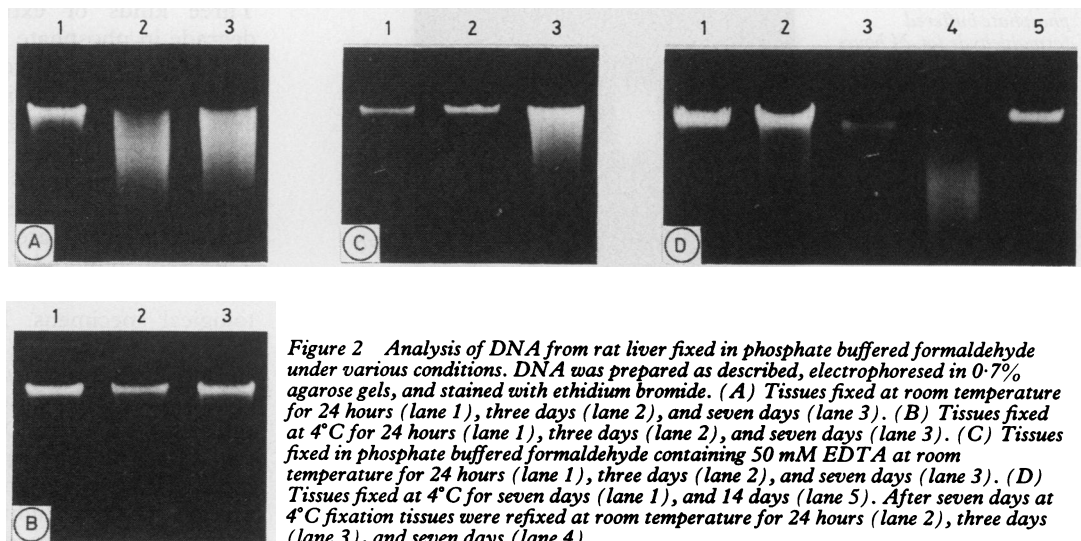 1 2 3 1 2 3 1 2 3 4 5
A C D
1 2 3
B
Figure 2 Analysis of DNA from rat liver fixed in phosphate buffered formaldehyde
under various conditions. DNA was prepared as described, electrophoresed in 0·7%
agarose gels, and stained with ethidium bromide. (A) Tissues fixed at room temperature
for 24 hours (lane 1), three days (lane 2), and seven days (lane 3). (B) Tissues fixed
at 4°C for 24 hours (lane 1), three days (lane 2), and seven days (lane 3). (C) Tissues
fixed in phosphate buffered formaldehyde containing 50 mM EDTA at room
temperature for 24 hours (lane 1), three days (lane 2), and seven days (lane 3). (D)
Tissues fixed at 4°C for seven days (lane 1), and 14 days (lane 5). After seven days at
4°C fixation tissues were refixed at room temperature for 24 hours (lane 2), three days
(lane 3), and seven days (lane 4).